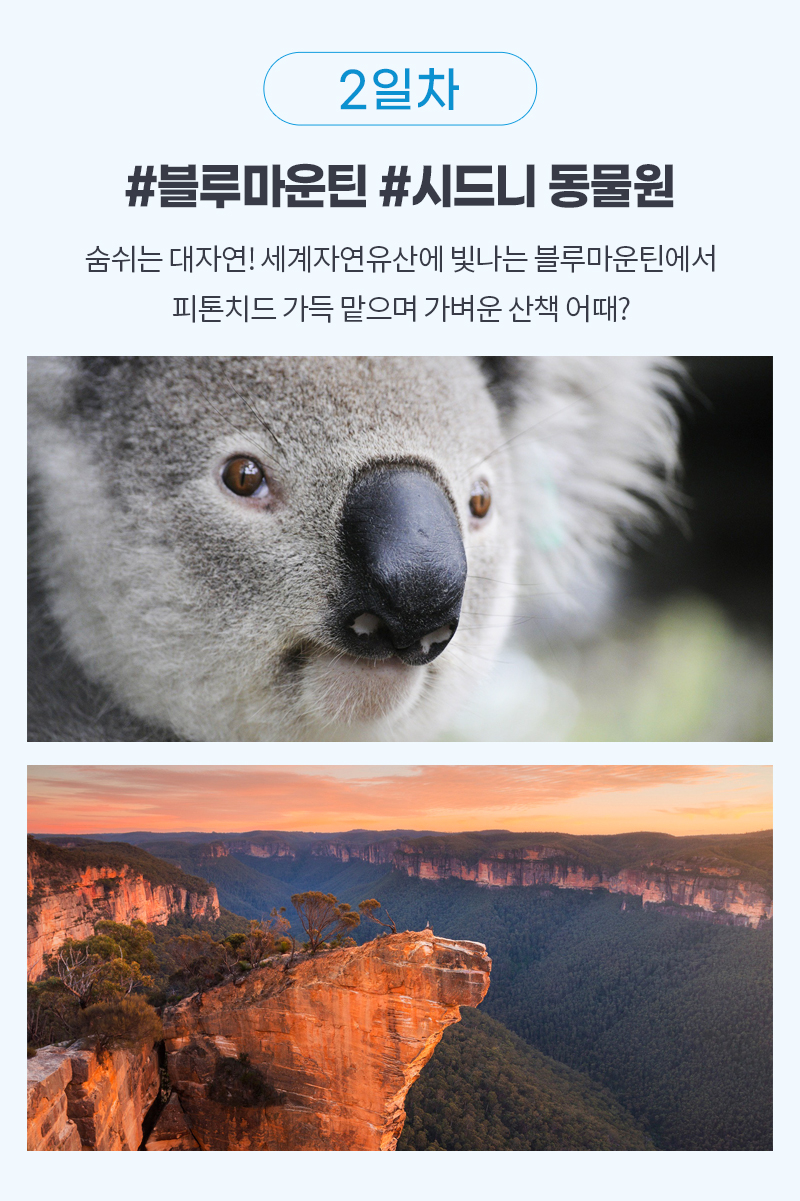 2일차
#블루마운틴 #시드니 동물원
숨쉬는 대자연! 세계자연유산에 빛나는 블루마운틴에서
피톤치드 가득 맡으며 가벼운 산책 어때?